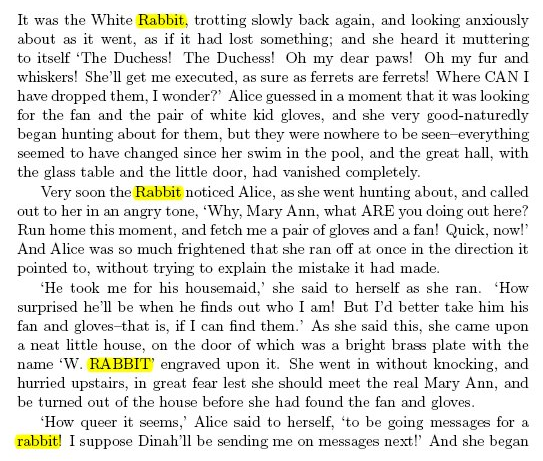 It was the White Rabbit, trotting slowly back again, and looking anxiously
about as it went, as if it had lost something; and she heard it muttering
to itself ‘The Duchess! The Duchess! Oh my dear paws! Oh my fur and
whiskers! She’ll get me executed, as sure as ferrets are ferrets! Where CAN I
have dropped them, I wonder?’ Alice guessed in a moment that it was looking
for the fan and the pair of white kid gloves, and she very good-naturedly
began hunting about for them, but they were nowhere to be seen–everything
seemed to have changed since her swim in the pool, and the great hall, with
the glass table and the little door, had vanished completely.
Very soon the Rabbit noticed Alice, as she went hunting about, and called
out to her in an angry tone, ‘Why, Mary Ann, what ARE you doing out here?
Run home this moment, and fetch me a pair of gloves and a fan! Quick, now!’
And Alice was so much frightened that she ran off at once in the direction it
pointed to, without trying to explain the mistake it had made.
‘He took me for his housemaid,’ she said to herself as she ran. ‘How
surprised he’ll be when he finds out who I am! But I’d better take him his
fan and gloves–that is, if I can find them.’ As she said this, she came upon
a neat little house, on the door of which was a bright brass plate with the
name ‘W. RABBIT’ engraved upon it. She went in without knocking, and
hurried upstairs, in great fear lest she should meet the real Mary Ann, and
be turned out of the house before she had found the fan and gloves.
‘How queer it seems,’ Alice said to herself, ‘to be going messages for a
rabbit! I suppose Dinah’ll be sending me on messages next!’ And she began